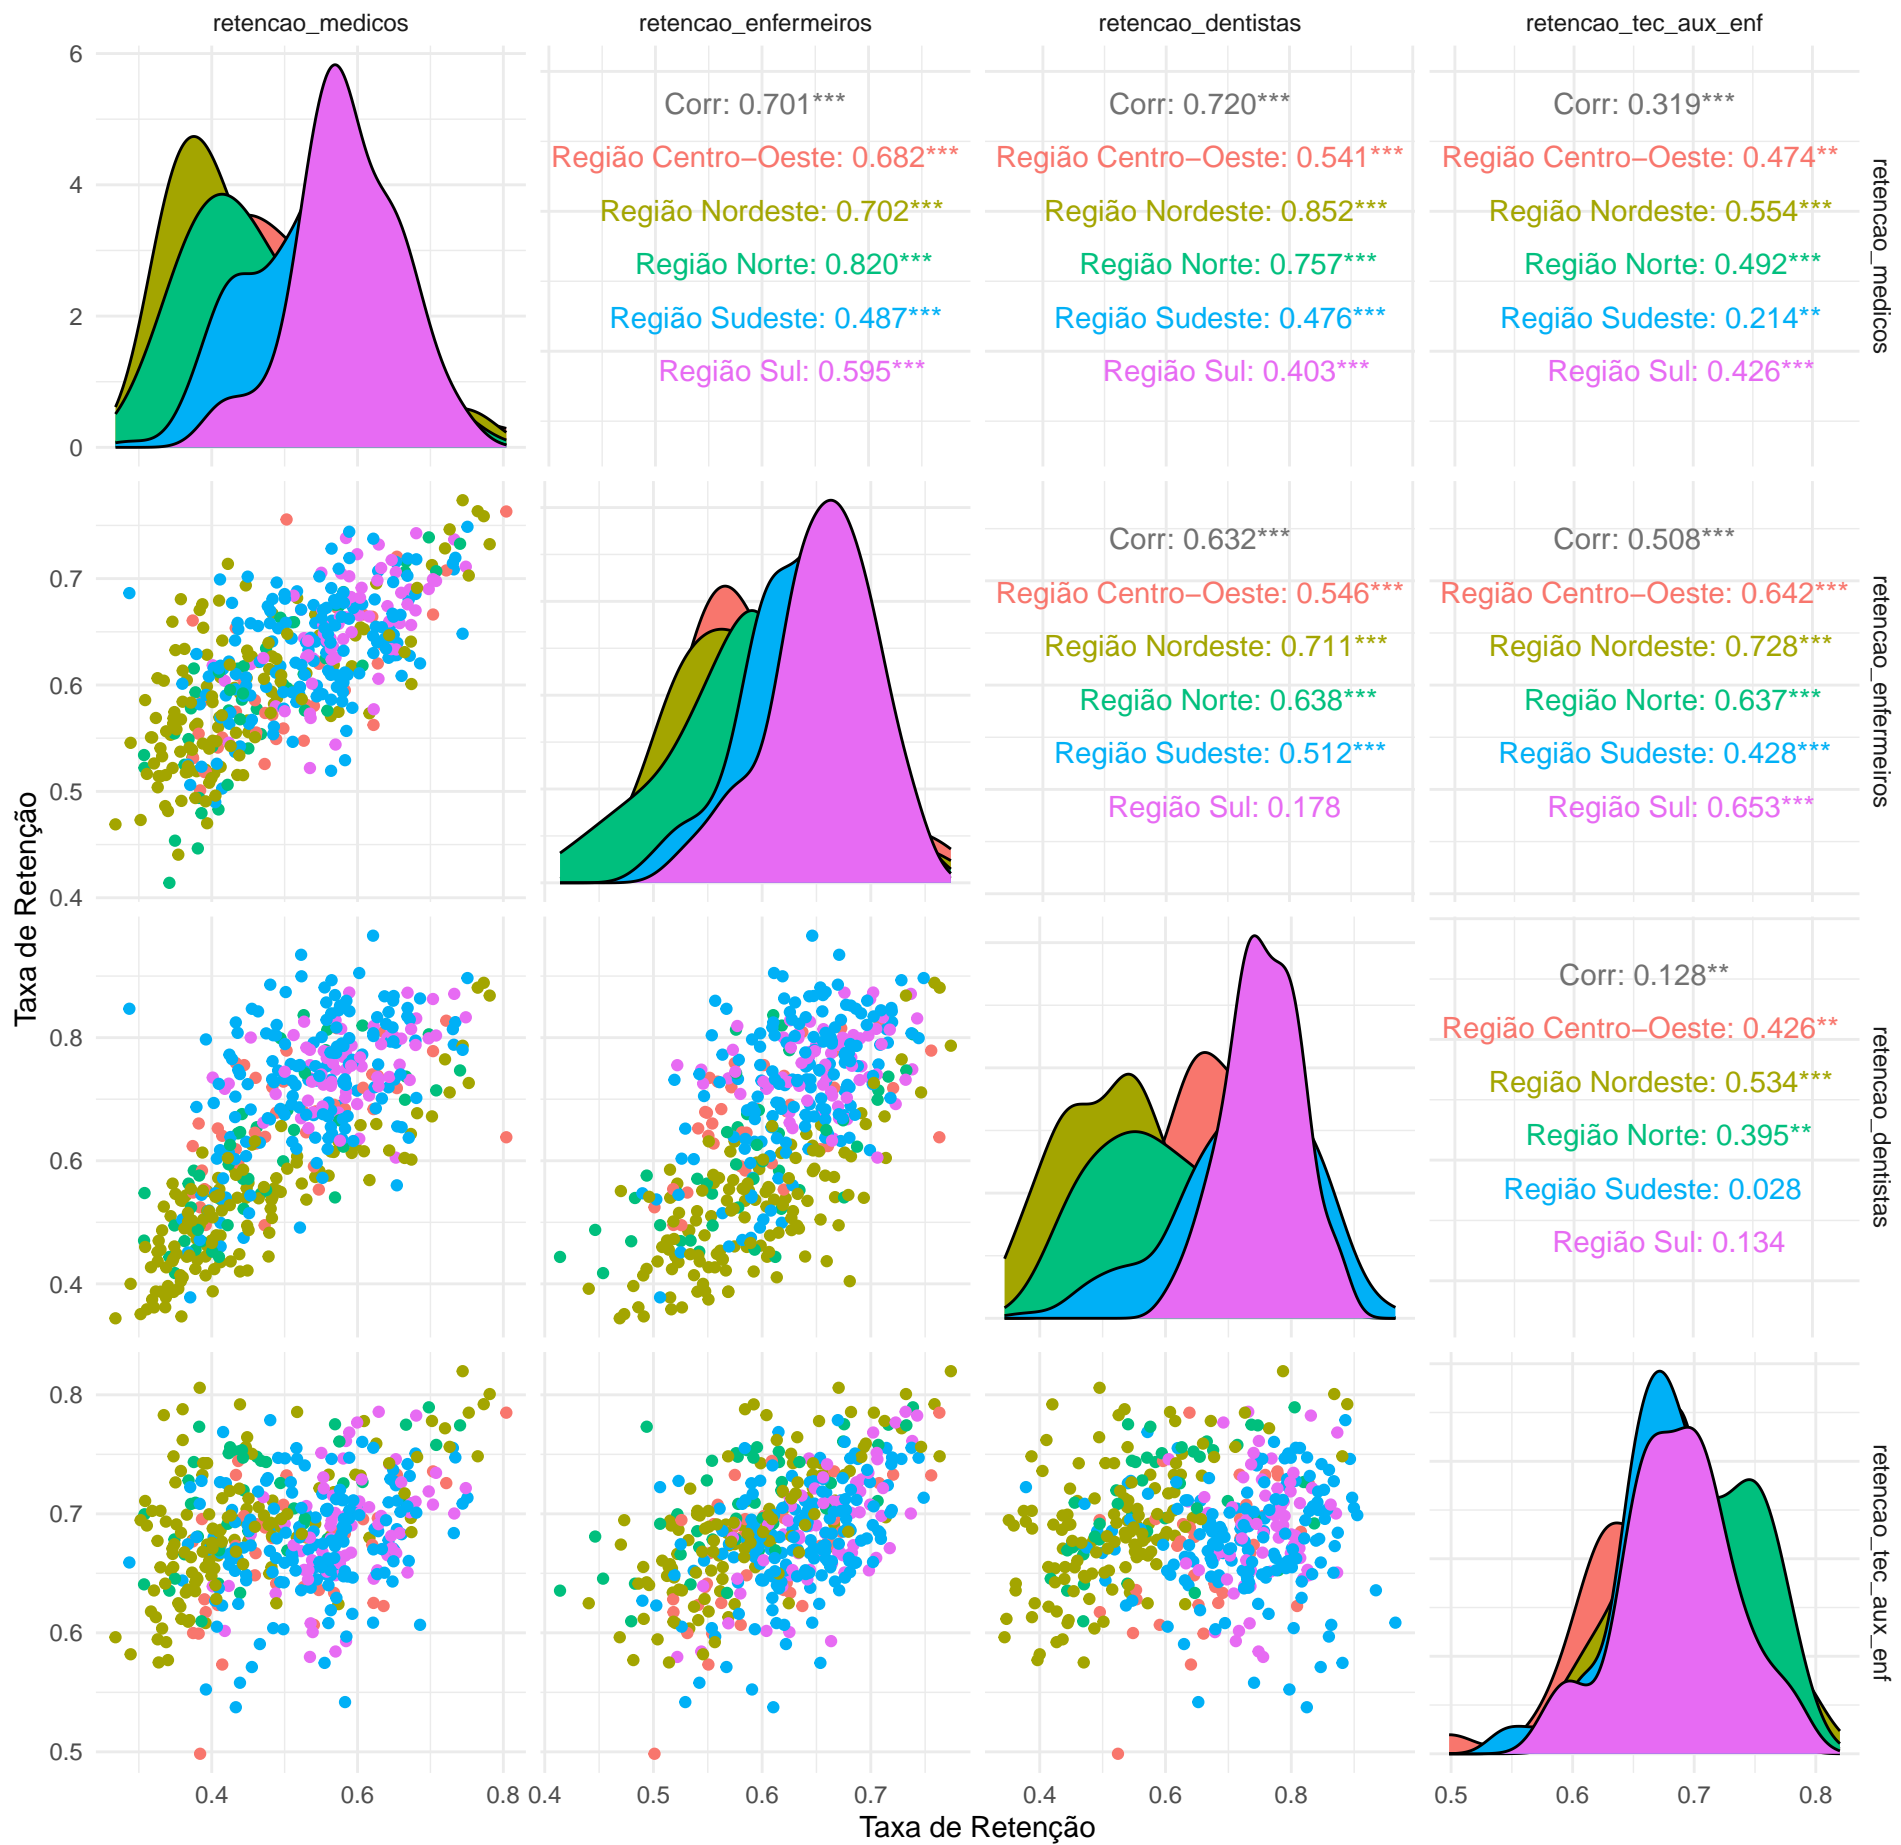 retencao_medicos
retencao_enfermeiros
retencao_dentistas
retencao_tec_aux_enf
6
4
2
0
Corr: 0.701***
Região Centro−Oeste: 0.682***
Região Nordeste: 0.702***
Região Norte: 0.820***
Região Sudeste: 0.487***
Região Sul: 0.595***
Corr: 0.720***
Região Centro−Oeste: 0.541***
Região Nordeste: 0.852***
Região Norte: 0.757***
Região Sudeste: 0.476***
Região Sul: 0.403***
Corr: 0.319***
Região Centro−Oeste: 0.474**
Região Nordeste: 0.554***
Região Norte: 0.492***
Região Sudeste: 0.214**
Região Sul: 0.426***
retencao_medicos
0.7
0.6
0.5
0.4
Corr: 0.632***
Região Centro−Oeste: 0.546***
Região Nordeste: 0.711***
Região Norte: 0.638***
Região Sudeste: 0.512***
Região Sul: 0.178
Corr: 0.508***
Região Centro−Oeste: 0.642***
Região Nordeste: 0.728***
Região Norte: 0.637***
Região Sudeste: 0.428***
Região Sul: 0.653***
retencao_enfermeiros
Taxa de Retenção
0.8
0.6
0.4
Corr: 0.128**
Região Centro−Oeste: 0.426**
Região Nordeste: 0.534***
Região Norte: 0.395**
Região Sudeste: 0.028
Região Sul: 0.134
retencao_dentistas
0.8
0.7
0.6
0.5
retencao_tec_aux_enf
0.4 0.6 0.8
0.4 0.5 0.6 0.7
0.4 0.6 0.8
0.5 0.6 0.7 0.8
Taxa de Retenção